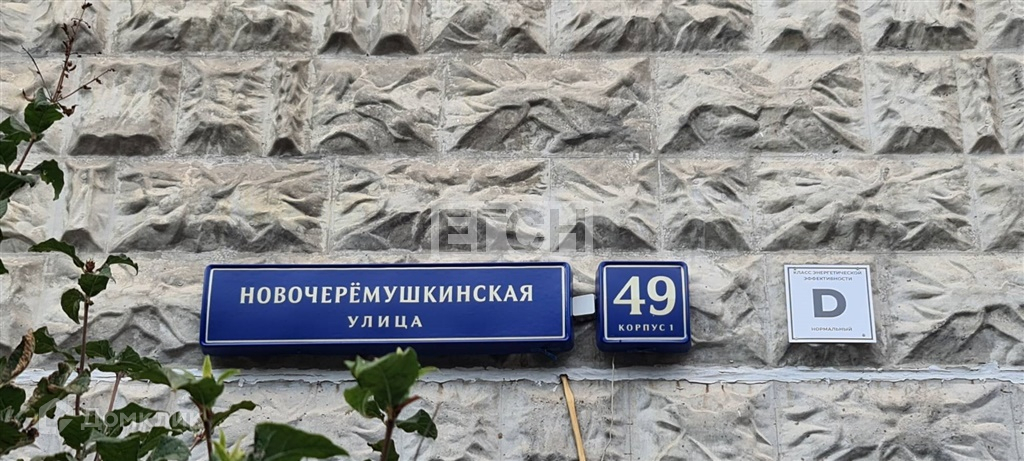 НОВОЧЕРЁМУШКИНСКАЯ
УЛИЦА
49
КОРПУС 1
КЛАСС ЭНЕРГЕТИЧЕСКОЙ
ЭФФЕКТИВНОСТИ
D
НОРМАЛЬНЫЙ